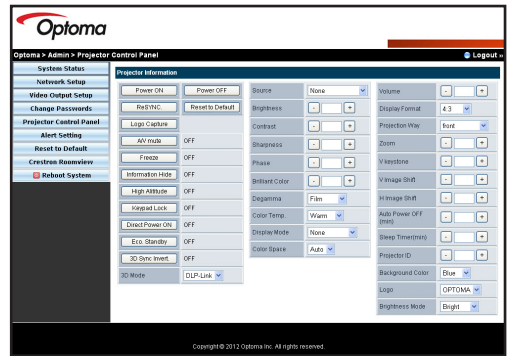 Optoma
Optoma > Admin > Projector Control Panel
Logout »
System Status
Network Setup
Video Output Setup
Change Passwords
Projector Control Panel
Alert Setting
Reset to Default
Crestron Roomview
Reboot System
Projector Information
Power ON Power OFF
ReSYNC. Reset to Default
Logo Capture
A/V mute OFF
Freeze OFF
Information Hide OFF
High Altitude OFF
Keypad Lock OFF
Direct Power ON OFF
Eco. Standby OFF
3D Sync Invert. OFF
3D Mode DLP-Link
Source None
Brightness - +
Contrast - +
Sharpness - +
Phase - +
Brilliant Color - +
Degamma Film
Color Temp. Warm
Display Mode None
Color Space Auto
Volume - +
Display Format 4:3
Projection Way front
Zoom - +
V.keystone - +
V Image Shift - +
H Image Shift - +
Auto Power OFF
(min) - +
Sleep Timer(min) - +
Projector ID - +
Background Color Blue
Logo OPTOMA
Brightness Mode Bright
Copyright© 2012 Optoma Inc. All rights reserved.